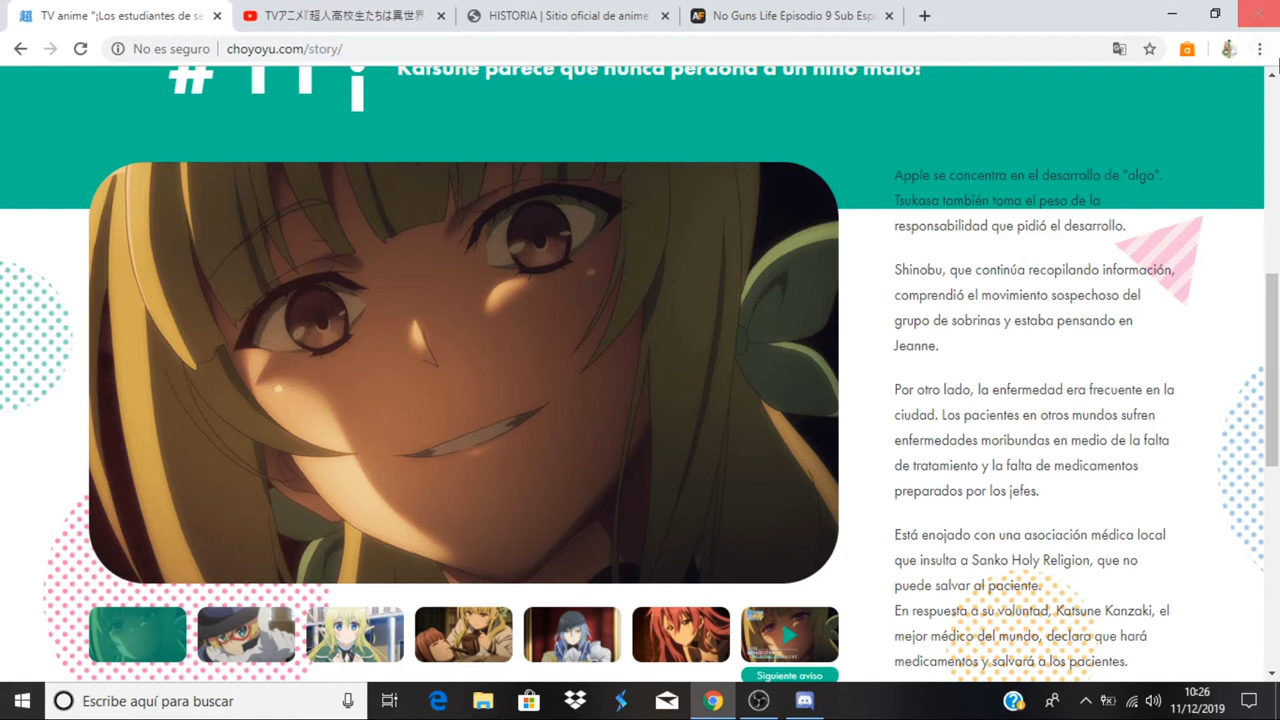 TV anime ";Los estudiantes de se
TVアニメ『超人高校生たちは異世界
HISTORIA | Sitio oficial de anime
No Guns Life Episodio 9 Sub Espa
No es seguro
choyoyu.com/story/
Katsune parece que nunca perdona a un niño malo!
Apple se concentra en el desarrollo de "algo".
Tsukasa también toma el peso de la
responsabilidad que pidió el desarrollo.
Shinobu, que continúa recopilando información,
comprendió el movimiento sospechoso del
grupo de sobrinas y estaba pensando en
Jeanne.
Por otro lado, la enfermedad era frecuente en la
ciudad. Los pacientes en otros mundos sufren
enfermedades moribundas en medio de la falta
de tratamiento y la falta de medicamentos
preparados por los jefes.
Está enojado con una asociación médica local
que insulta a Sanko Holy Religion, que no
puede salvar al paciente.
En respuesta a su voluntad, Katsune Kanzaki, el
mejor médico del mundo, declara que hará
medicamentos y salvará a los pacientes.
Siguiente aviso
Escribe aquí para buscar
10:26
11/12/2019